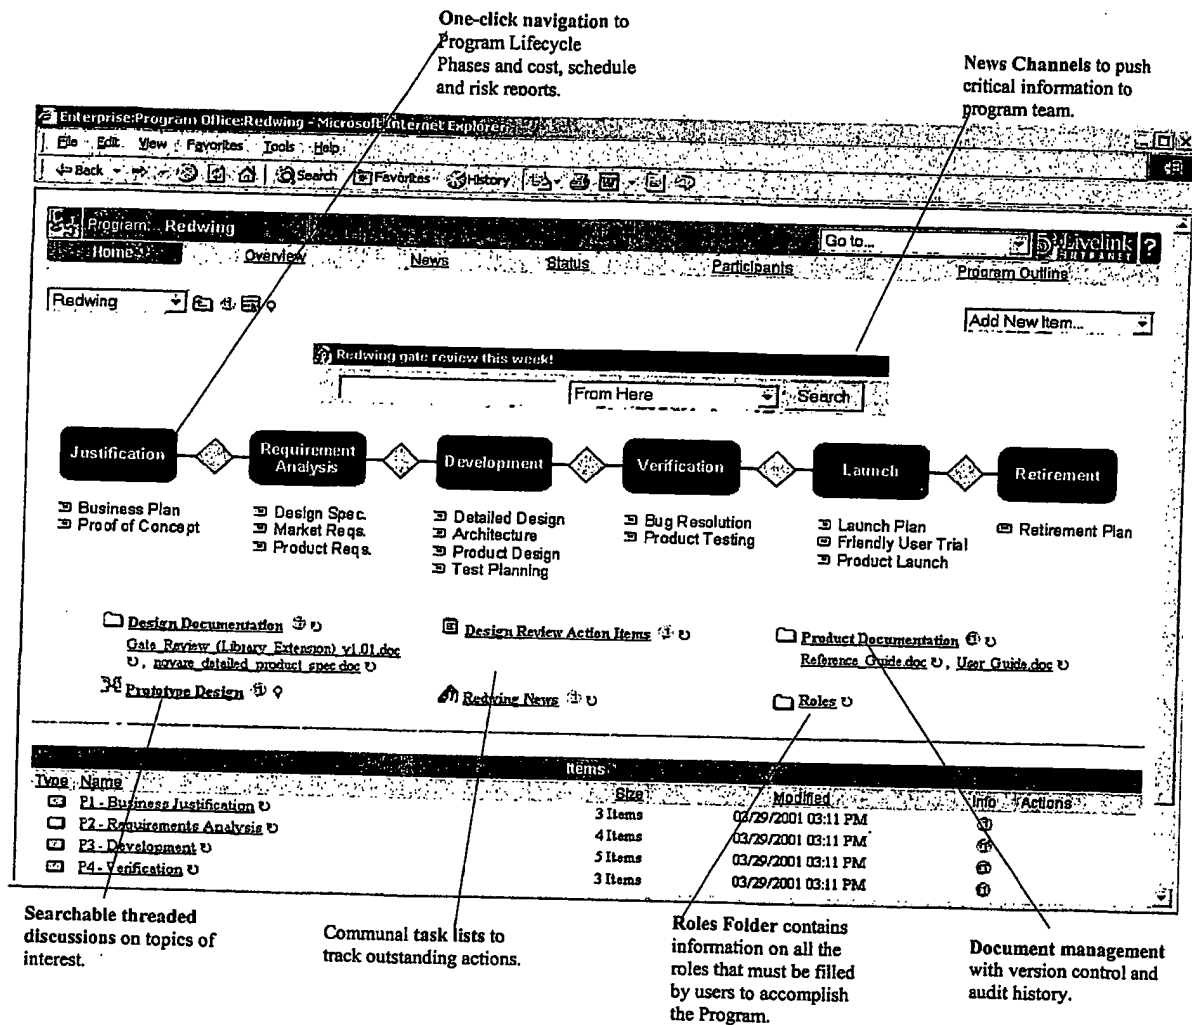 One-click navigation to
Program Lifecycle
Phases and cost, schedule
and risk reports.
News Channels to push
critical information to
program team.
Enterprise:Program Office:Redwing - Microsoft Internet Explorer
File Edit View Favorites Tools Help
Back Search Favorites History
Program: Redwing Go to... Livelink INTRANET ?
Home Overview News Status Participants Program Outline
Redwing
Add New Item...
Redwing gate review this week!
From Here Search
Justification Requirement Analysis Development Verification Launch Retirement
Business Plan
Proof of Concept
Design Spec.
Market Reqs.
Product Reqs.
Detailed Design
Architecture
Product Design
Test Planning
Bug Resolution
Product Testing
Launch Plan
Friendly User Trial
Product Launch
Retirement Plan
Design Documentation
Gate_Review_(Library_Extension)_v1.01.doc
, novare_detailed_product_spec.doc
Prototype Design
Design Review Action Items
Redwing News
Product Documentation
Reference_Guide.doc , User_Guide.doc
Roles
Items
Type Name Size Modified Info Actions
P1 - Business Justification 3 Items 03/29/2001 03:11 PM
P2 - Requirements Analysis 4 Items 03/29/2001 03:11 PM
P3 - Development 5 Items 03/29/2001 03:11 PM
P4 - Verification 3 Items 03/29/2001 03:11 PM
Searchable threaded
discussions on topics of
interest.
Communal task lists to
track outstanding actions.
Roles Folder contains
information on all the
roles that must be filled
by users to accomplish
the Program.
Document management
with version control and
audit history.